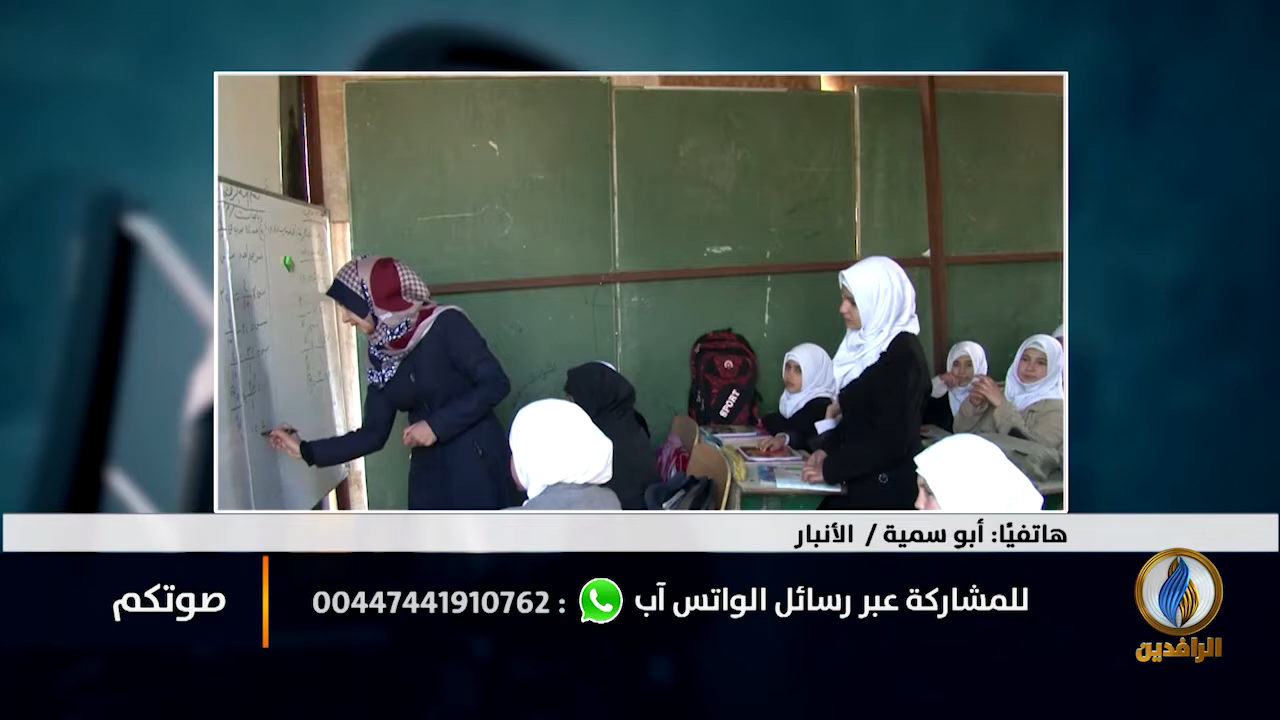 SPORT
هاتفيًا: أبو سمية / الأنبار
للمشاركة عبر رسائل الواتس آب : 00447441910762
صوتكم
الرافدين